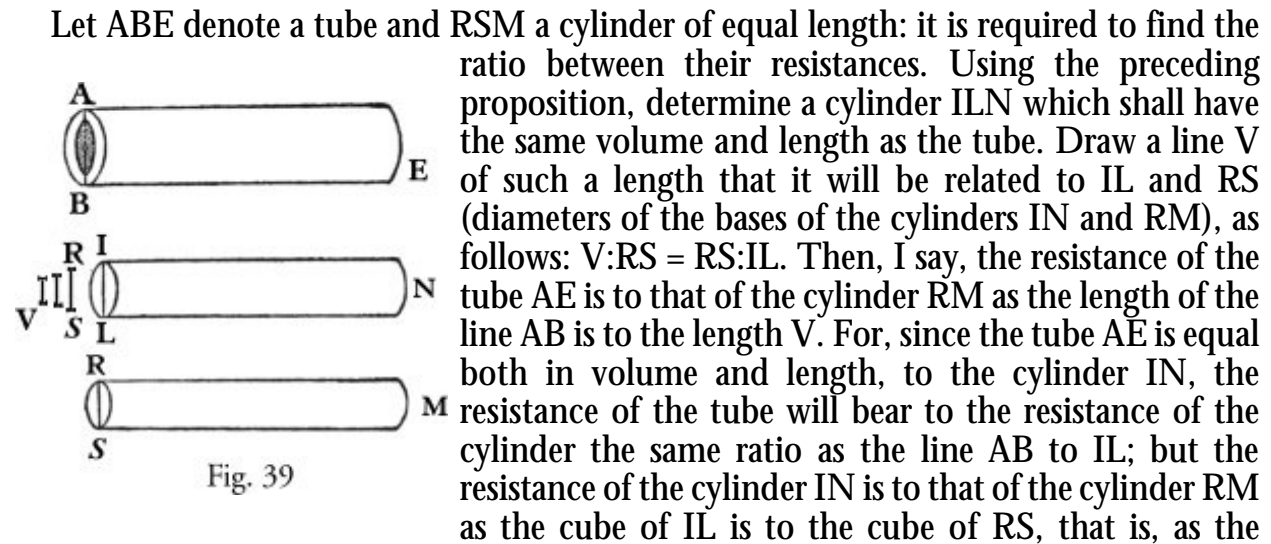 Let ABE denote a tube and RSM a cylinder of equal length: it is required to find the
ratio between their resistances. Using the preceding
proposition, determine a cylinder ILN which shall have
the same volume and length as the tube. Draw a line V
of such a length that it will be related to IL and RS
(diameters of the bases of the cylinders IN and RM), as
follows: V:RS = RS:IL. Then, I say, the resistance of the
tube AE is to that of the cylinder RM as the length of the
line AB is to the length V. For, since the tube AE is equal
both in volume and length, to the cylinder IN, the
resistance of the tube will bear to the resistance of the
cylinder the same ratio as the line AB to IL; but the
resistance of the cylinder IN is to that of the cylinder RM
as the cube of IL is to the cube of RS, that is, as the
A
E
B
R I
N
V S L
R
M
S
Fig. 39